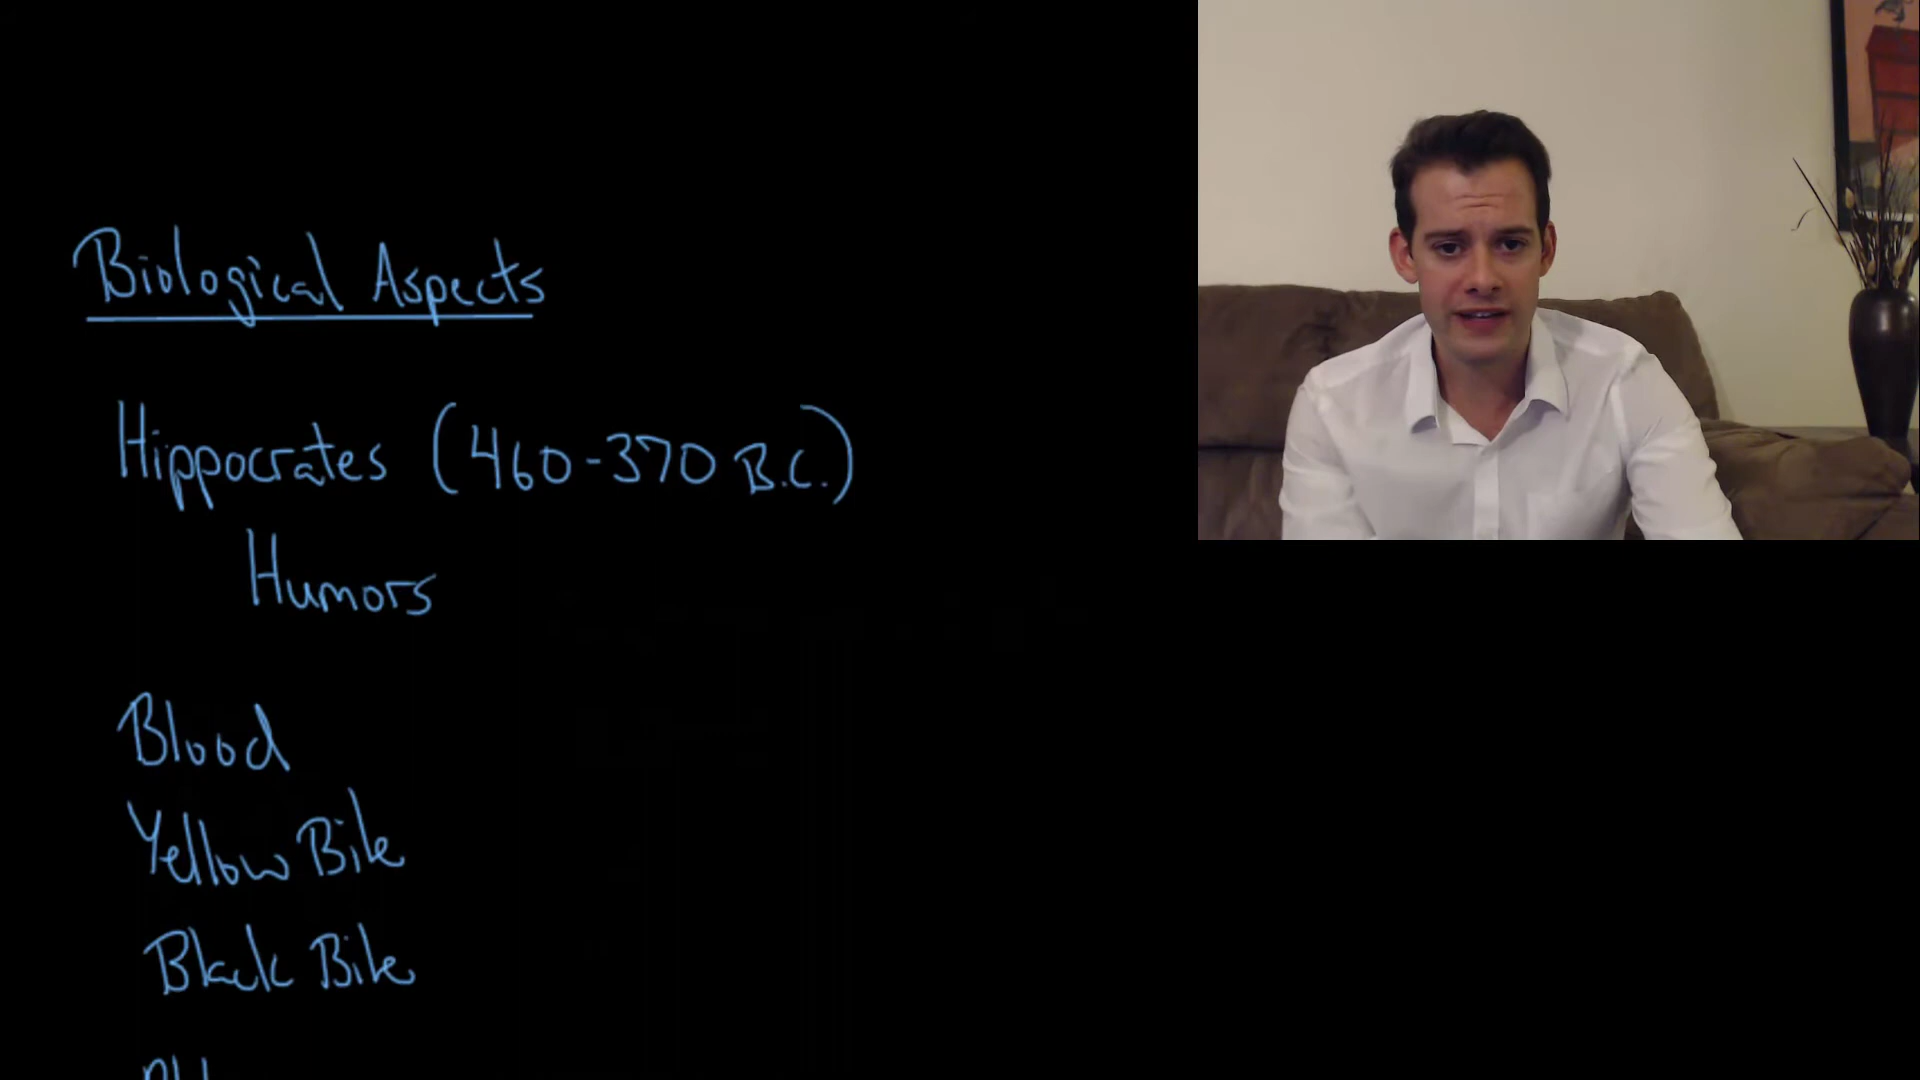 Biological Aspects
Hippocrates (460-370 B.C.)
Humors
Blood
Yellow Bile
Black Bile